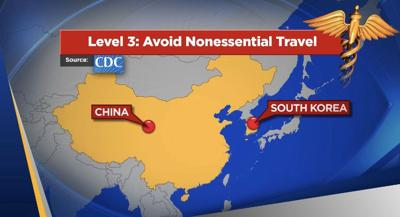 Level 3: Avoid Nonessential Travel
Source: CDC
CHINA
SOUTH KOREA